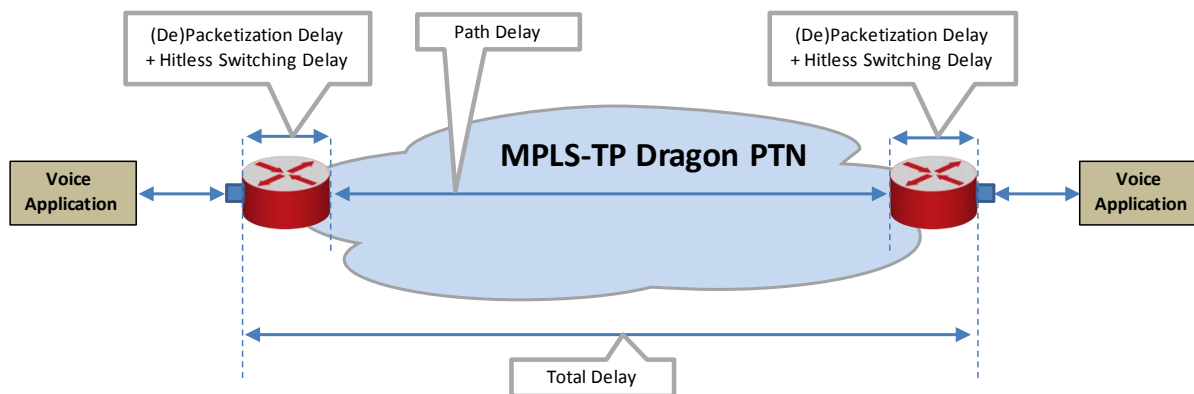 (De)Packetization Delay
+ Hitless Switching Delay
Path Delay
(De)Packetization Delay
+ Hitless Switching Delay
MPLS-TP Dragon PTN
Voice
Application
Voice
Application
Total Delay